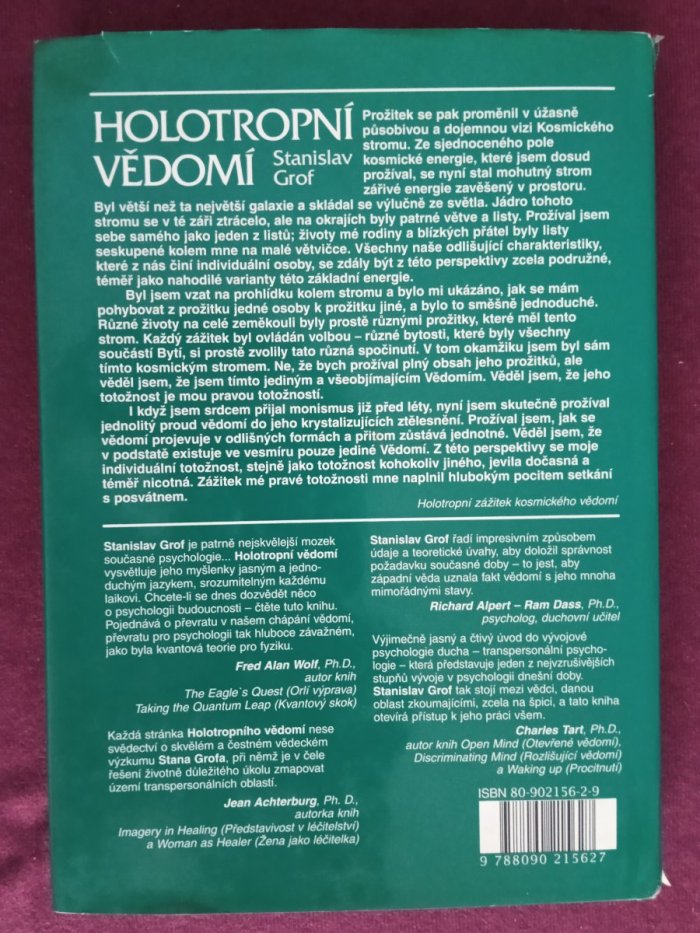 HOLOTROPNÍ
VĚDOMÍ Stanislav
Grof
Prožitek se pak proměnil v úžasně
působivou a dojemnou vizi Kosmického
stromu. Ze sjednoceného pole
kosmické energie, které jsem dosud
prožíval, se nyní stal mohutný strom
zářivé energie zavěšený v prostoru.
Byl větší než ta největší galaxie a skládal se výlučně ze světla. Jádro tohoto
stromu se v té záři ztrácelo, ale na okrajích byly patrné větve a listy. Prožíval jsem
sebe samého jako jeden z listů; životy mé rodiny a blízkých přátel byly listy
seskupené kolem mne na malé větvičce. Všechny naše odlišující charakteristiky,
které z nás činí individuální osoby, se zdály být z této perspektivy zcela podružné,
téměř jako nahodilé varianty této základní energie.
Byl jsem vzat na prohlídku kolem stromu a bylo mi ukázáno, jak se mám
pohybovat z prožitku jedné osoby k prožitku jiné, a bylo to směšně jednoduché.
Různé životy na celé zeměkouli byly prostě různými prožitky, které měl tento
strom. Každý zážitek byl ovládán volbou – různé bytosti, které byly všechny
součástí Bytí, si prostě zvolily tato různá spočinutí. V tom okamžiku jsem byl sám
tímto kosmickým stromem. Ne, že bych prožíval plný obsah jeho prožitků, ale
věděl jsem, že jsem tímto jediným a všeobjímajícím Vědomím. Věděl jsem, že jeho
totožnost je mou pravou totožností.
I když jsem srdcem přijal monismus již před léty, nyní jsem skutečně prožíval
jednolitý proud vědomí do jeho krystalizujících ztělesnění. Prožíval jsem, jak se
vědomí projevuje v odlišných formách a přitom zůstává jednotné. Věděl jsem, že
v podstatě existuje ve vesmíru pouze jediné Vědomí. Z této perspektivy se moje
individuální totožnost, stejně jako totožnost kohokoliv jiného, jevila dočasná a
téměř nicotná. Zážitek mé pravé totožnosti mne naplnil hlubokým pocitem setkání
s posvátnem.
Holotropní zážitek kosmického vědomí
Stanislav Grof je patrně nejskvělejší mozek
současné psychologie... Holotropní vědomí
vysvětluje jeho myšlenky jasným a jedno-
duchým jazykem, srozumitelným každému
laikovi. Chcete-li se dnes dozvědět něco
o psychologii budoucnosti – čtěte tuto knihu.
Pojednává o převratu v našem chápání vědomí,
převratu pro psychologii tak hluboce závažném,
jako byla kvantová teorie pro fyziku.
Fred Alan Wolf, Ph.D.,
autor knih
The Eagle`s Quest (Orlí výprava)
Taking the Quantum Leap (Kvantový skok)
Každá stránka Holotropního vědomí nese
svědectví o skvělém a čestném vědeckém
výzkumu Stana Grofa, při němž je v čele
řešení životně důležitého úkolu zmapovat
území transpersonálních oblastí.
Jean Achterburg, Ph. D.,
autorka knih
Imagery in Healing (Představivost v léčitelství)
a Woman as Healer (Žena jako léčitelka)
Stanislav Grof řadí impresivním způsobem
údaje a teoretické úvahy, aby doložil správnost
požadavku současné doby – to jest, aby
západní věda uznala fakt vědomí s jeho mnoha
mimořádnými stavy.
Richard Alpert – Ram Dass, Ph.D.,
psycholog, duchovní učitel
Výjimečně jasný a čtivý úvod do vývojové
psychologie ducha – transpersonální psycho-
logie – která představuje jeden z nejvzrušivějších
stupňů vývoje v psychologii dnešní doby.
Stanislav Grof tak stojí mezi vědci, danou
oblast zkoumajícími, zcela na špici, a tato kniha
otevírá přístup k jeho práci všem.
Charles Tart, Ph.D.,
autor knih Open Mind (Otevřené vědomí),
Discriminating Mind (Rozlišující vědomí)
a Waking up (Procitnutí)
ISBN 80-902156-2-9
9 788090 215627